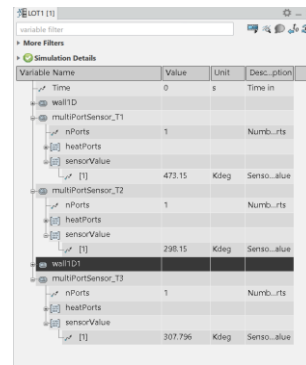 LOT1 [1]
variable filter
More Filters
Simulation Details
Variable Name Value Unit Desc...ption
Time 0 s Time in
wall1D
multiPortSensor_T1
nPorts 1 Numb...rts
heatPorts
sensorValue
[1] 473.15 Kdeg Senso...alue
multiPortSensor_T2
nPorts 1 Numb...rts
heatPorts
sensorValue
[1] 298.15 Kdeg Senso...alue
wall1D1
multiPortSensor_T3
nPorts 1 Numb...rts
heatPorts
sensorValue
[1] 307.796 Kdeg Senso...alue